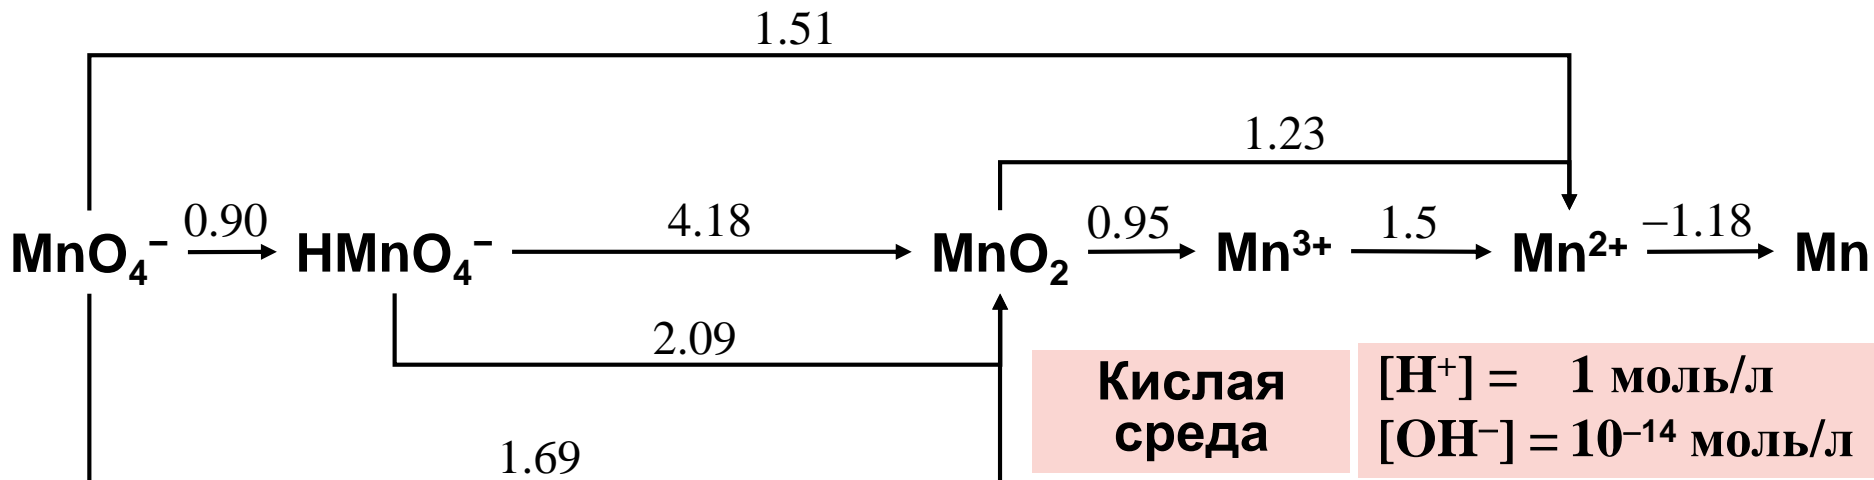 1.51
1.23
MnO₄⁻ 0.90 HMnO₄⁻ 4.18 MnO₂ 0.95 Mn³⁺ 1.5 Mn²⁺ −1.18 Mn
2.09
1.69
Кислая
среда
[H⁺] = 1 моль/л
[OH⁻] = 10⁻¹⁴ моль/л